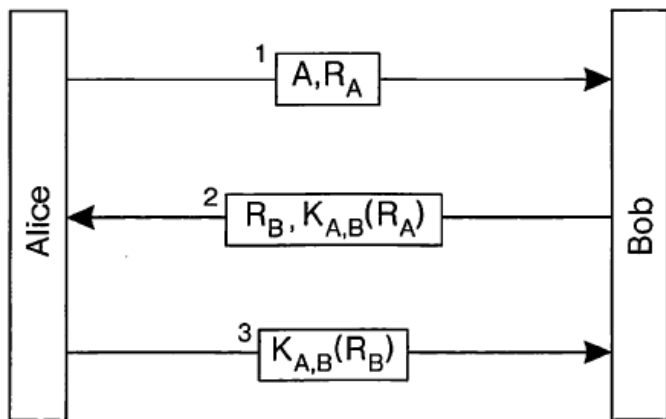 1
A,R_A
2
R_B, K_A,B(R_A)
3
K_A,B(R_B)
Alice
Bob